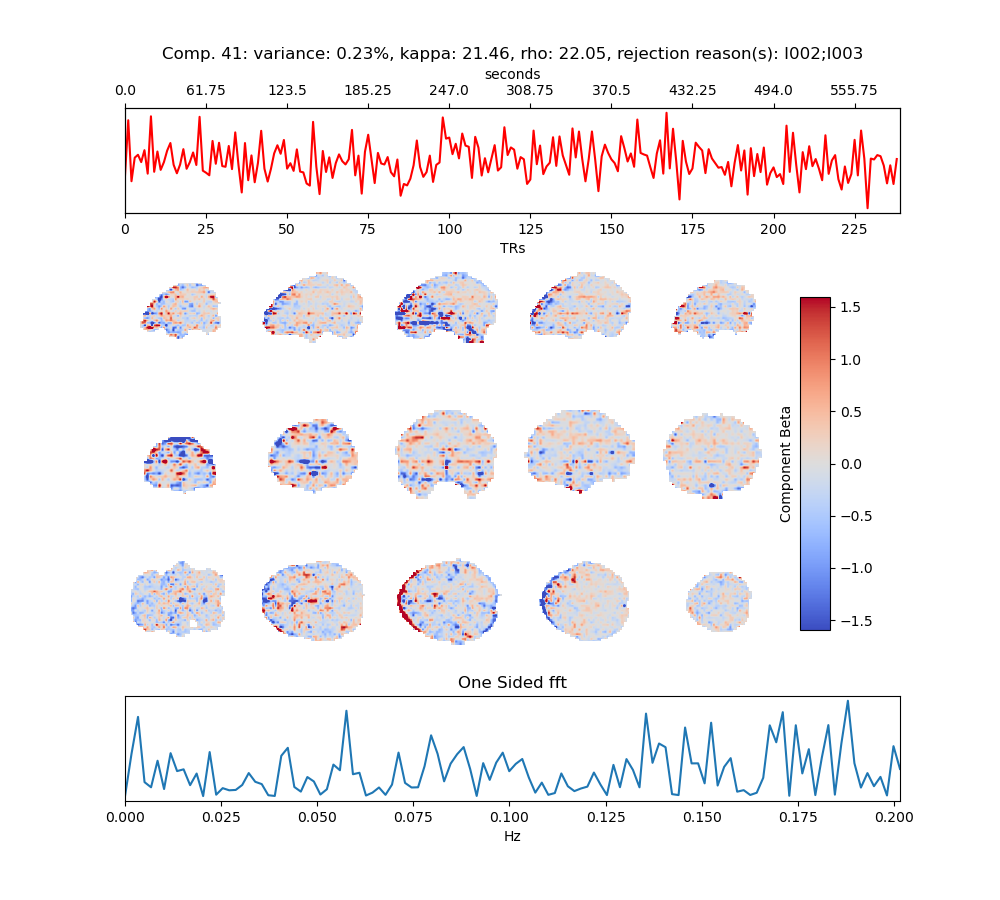 Comp. 41: variance: 0.23%, kappa: 21.46, rho: 22.05, rejection reason(s): I002;I003
seconds
0.0 61.75 123.5 185.25 247.0 308.75 370.5 432.25 494.0 555.75
0 25 50 75 100 125 150 175 200 225
TRs
1.5
1.0
0.5
0.0
−0.5
−1.0
−1.5
Component Beta
One Sided fft
0.000 0.025 0.050 0.075 0.100 0.125 0.150 0.175 0.200
Hz